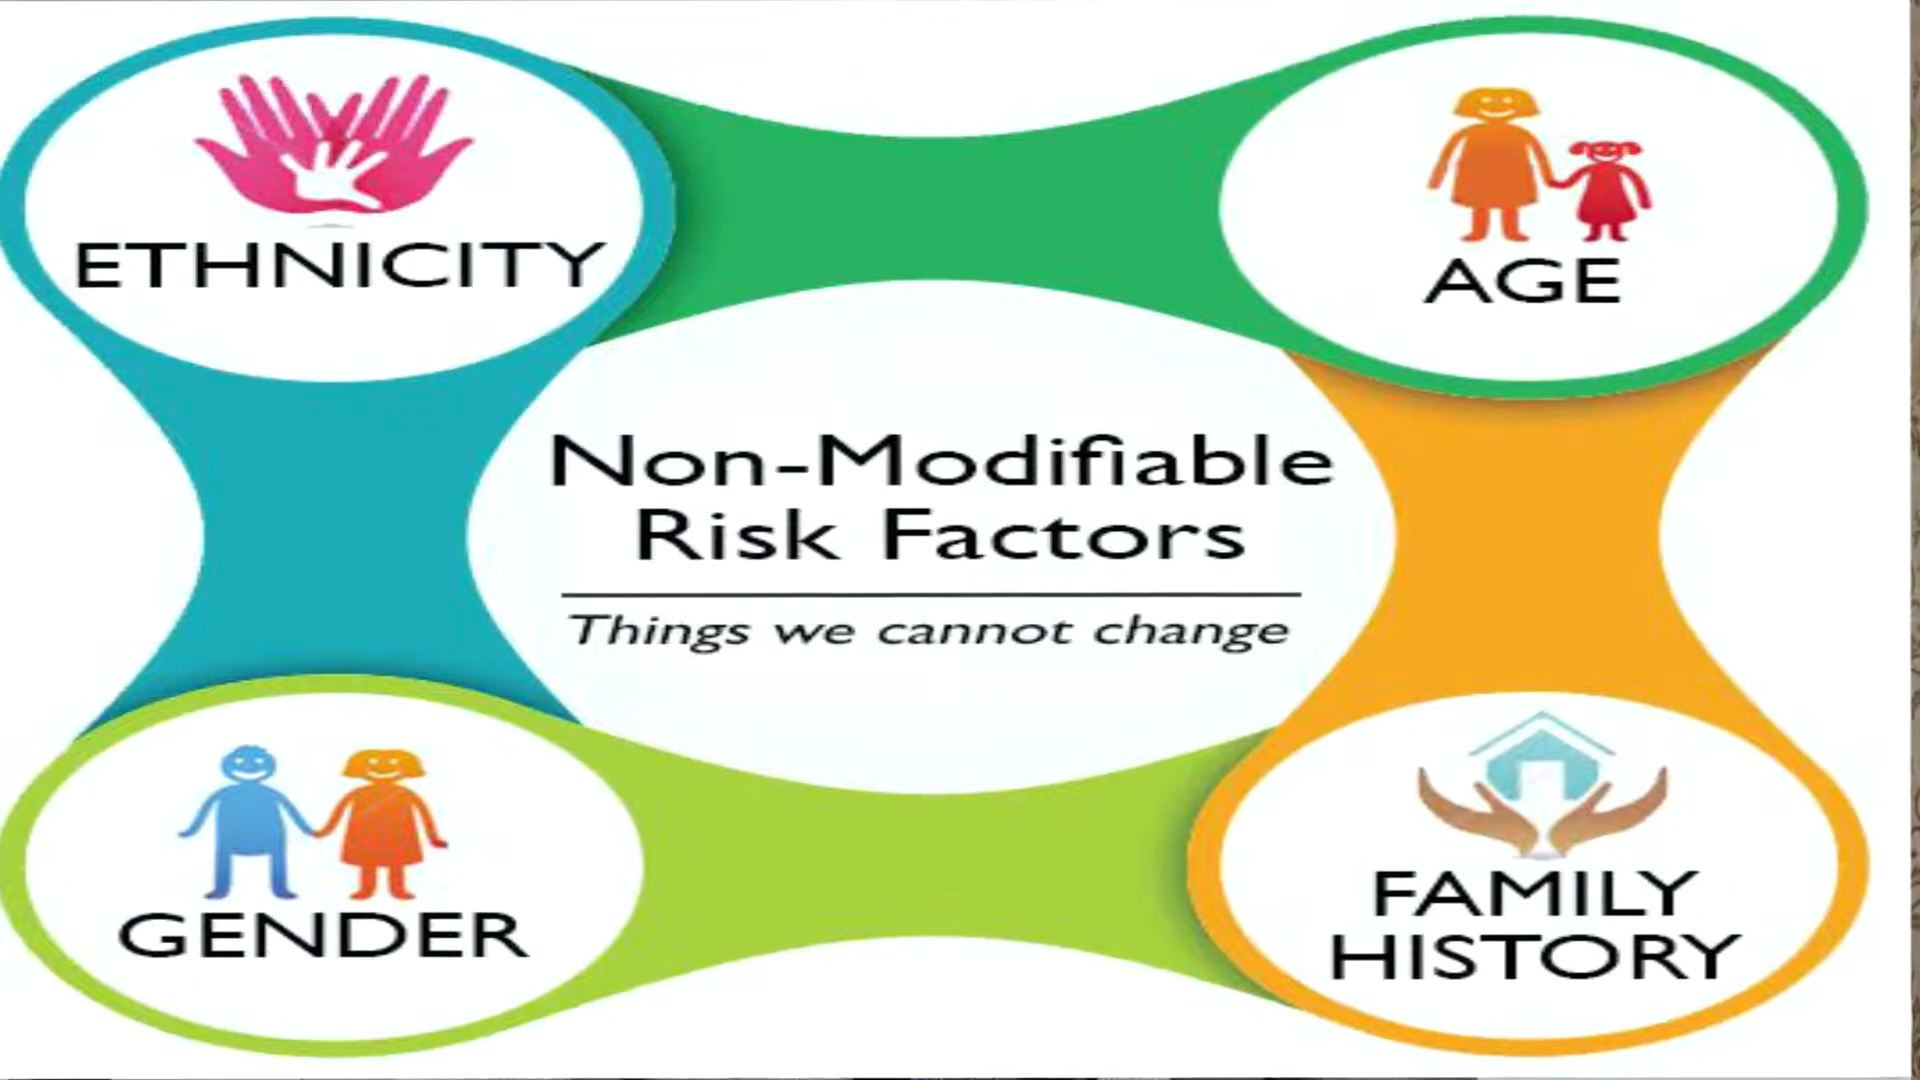 ETHNICITY
AGE
Non-Modifiable
Risk Factors
Things we cannot change
GENDER
FAMILY
HISTORY